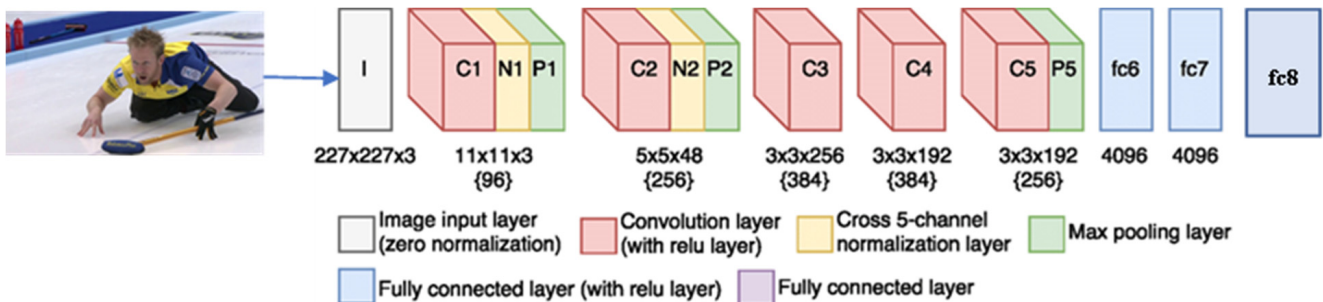 I
C1 N1 P1
C2 N2 P2
C3
C4
C5 P5
fc6
fc7
fc8
227x227x3
11x11x3
{96}
5x5x48
{256}
3x3x256
{384}
3x3x192
{384}
3x3x192
{256}
4096
4096
Image input layer
(zero normalization)
Convolution layer
(with relu layer)
Cross 5-channel
normalization layer
Max pooling layer
Fully connected layer (with relu layer)
Fully connected layer